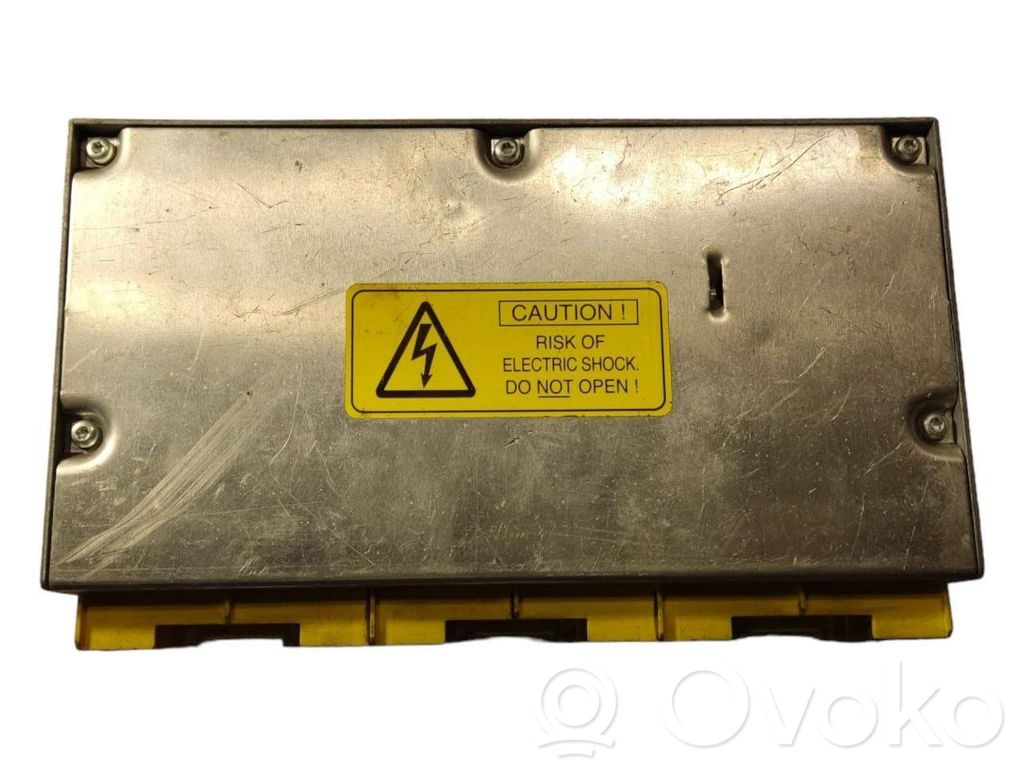 CAUTION !
RISK OF
ELECTRIC SHOCK.
DO NOT OPEN !
Ovoko